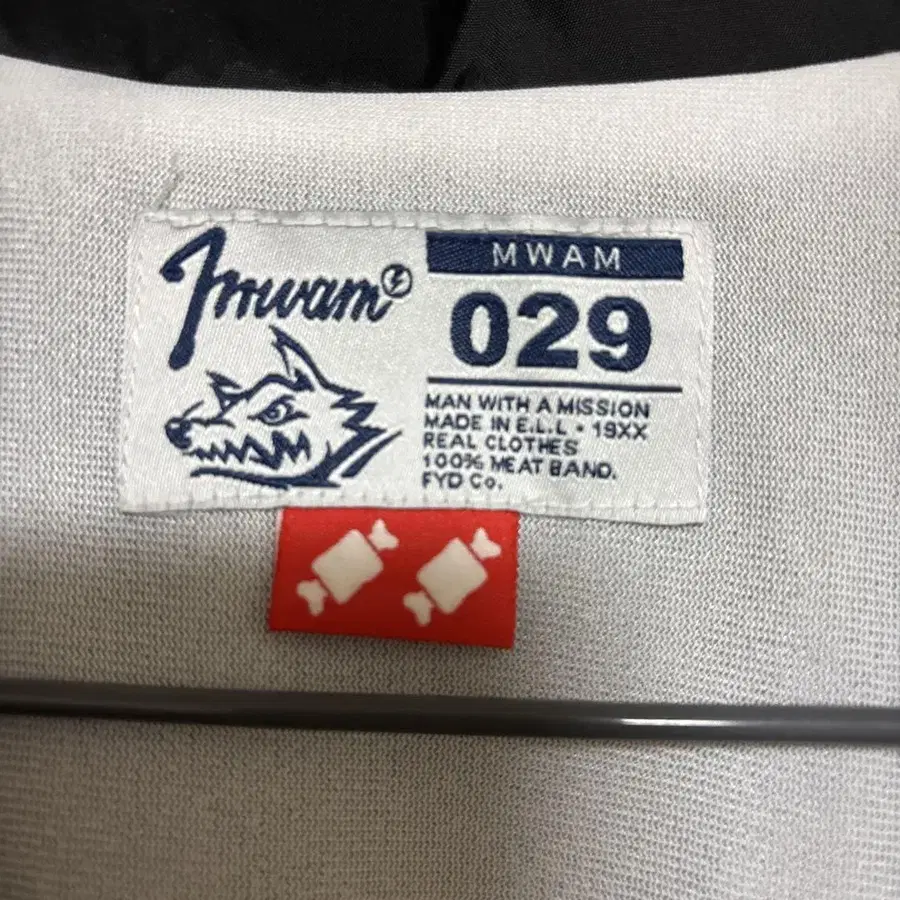 mwam
MWAM
029
MAN WITH A MISSION
MADE IN E.L.L • 19XX
REAL CLOTHES
100% MEAT BAND.
FYD Co.